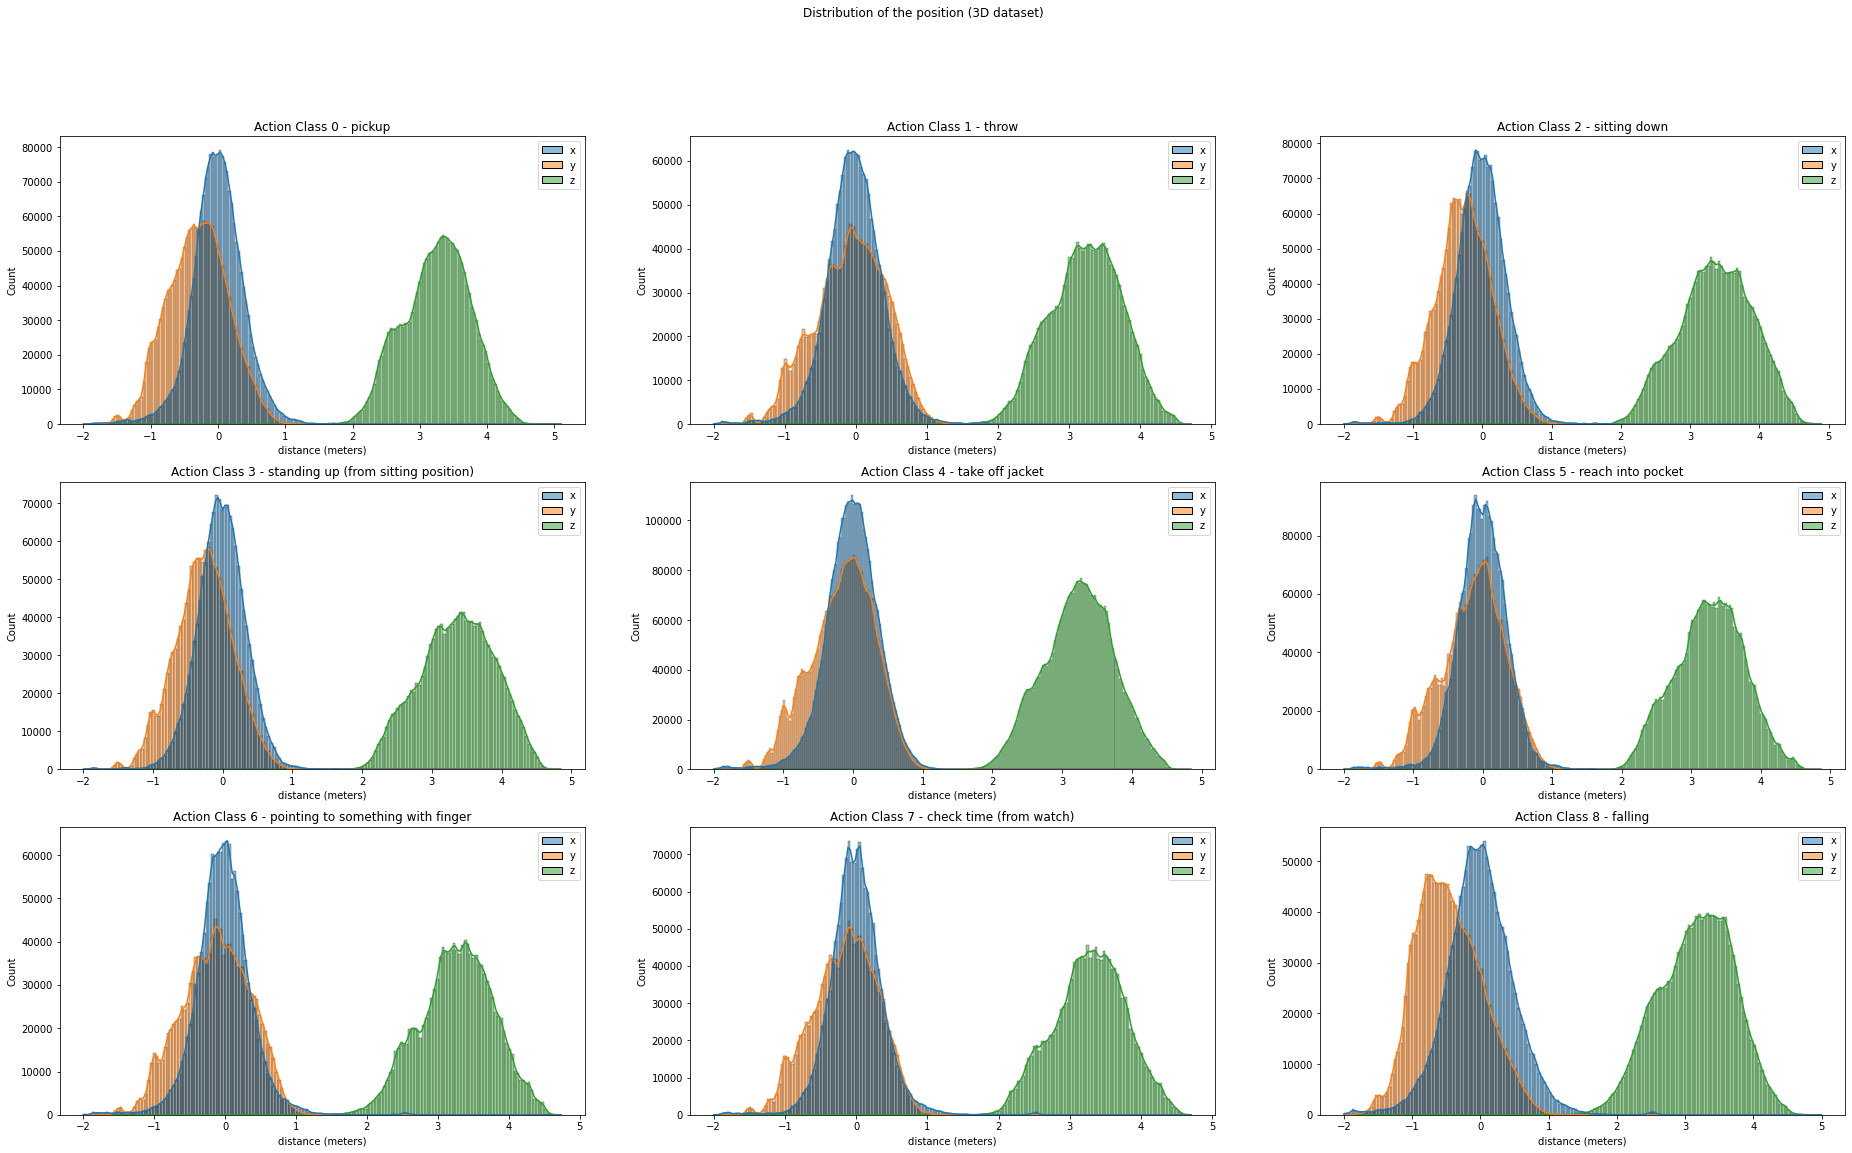 Distribution of the position (3D dataset)
Action Class 0 - pickup
Count
80000
70000
60000
50000
40000
30000
20000
10000
0
−2 −1 0 1 2 3 4 5
distance (meters)
x
y
z
Action Class 1 - throw
Count
60000
50000
40000
30000
20000
10000
0
−2 −1 0 1 2 3 4 5
distance (meters)
x
y
z
Action Class 2 - sitting down
Count
80000
70000
60000
50000
40000
30000
20000
10000
0
−2 −1 0 1 2 3 4 5
distance (meters)
x
y
z
Action Class 3 - standing up (from sitting position)
Count
70000
60000
50000
40000
30000
20000
10000
0
−2 −1 0 1 2 3 4 5
distance (meters)
x
y
z
Action Class 4 - take off jacket
Count
100000
80000
60000
40000
20000
0
−2 −1 0 1 2 3 4 5
distance (meters)
x
y
z
Action Class 5 - reach into pocket
Count
80000
60000
40000
20000
0
−2 −1 0 1 2 3 4 5
distance (meters)
x
y
z
Action Class 6 - pointing to something with finger
Count
60000
50000
40000
30000
20000
10000
0
−2 −1 0 1 2 3 4 5
distance (meters)
x
y
z
Action Class 7 - check time (from watch)
Count
70000
60000
50000
40000
30000
20000
10000
0
−2 −1 0 1 2 3 4 5
distance (meters)
x
y
z
Action Class 8 - falling
Count
50000
40000
30000
20000
10000
0
−2 −1 0 1 2 3 4 5
distance (meters)
x
y
z